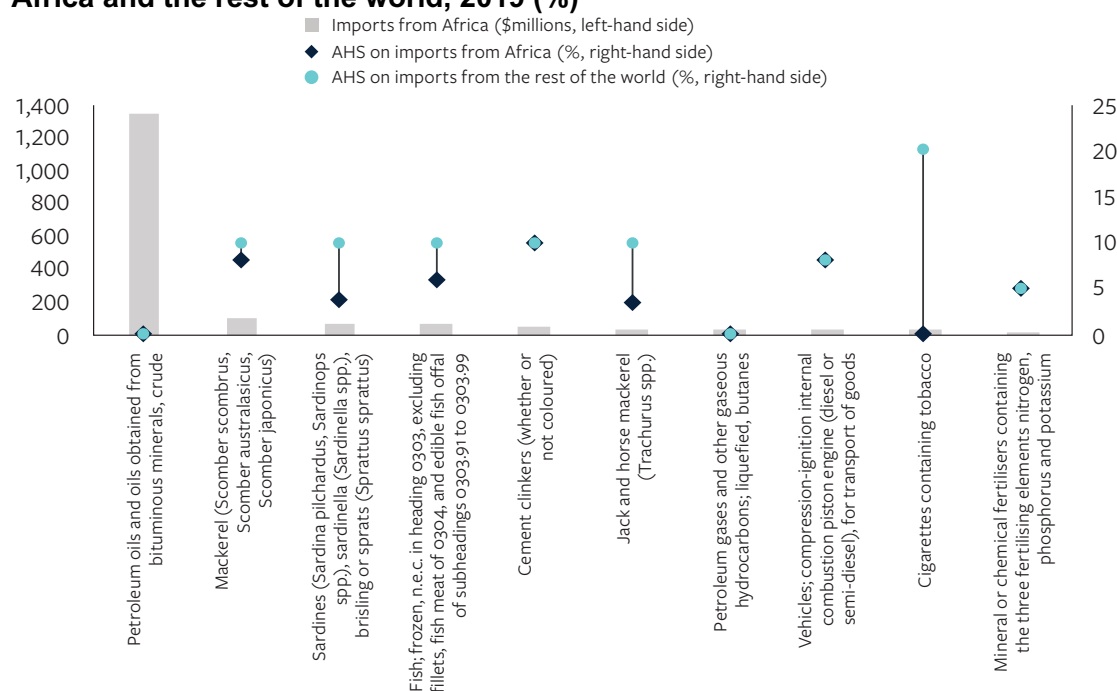 Africa and the rest of the world, 2019 (%)
Imports from Africa ($millions, left-hand side)
AHS on imports from Africa (%, right-hand side)
AHS on imports from the rest of the world (%, right-hand side)
1,400
1,200
1,000
800
600
400
200
0
25
20
15
10
5
0
Petroleum oils and oils obtained from
bituminous minerals, crude
Mackerel (Scomber scombrus,
Scomber australasicus,
Scomber japonicus)
Sardines (Sardina pilchardus, Sardinops
spp.), sardinella (Sardinella spp.),
brisling or sprats (Sprattus sprattus)
Fish; frozen, n.e.c. in heading 0303, excluding
fillets, fish meat of 0304, and edible fish offal
of subheadings 0303.91 to 0303.99
Cement clinkers (whether or
not coloured)
Jack and horse mackerel
(Trachurus spp.)
Petroleum gases and other gaseous
hydrocarbons; liquefied, butanes
Vehicles; compression-ignition internal
combustion piston engine (diesel or
semi-diesel), for transport of goods
Cigarettes containing tobacco
Mineral or chemical fertilisers containing
the three fertilising elements nitrogen,
phosphorus and potassium